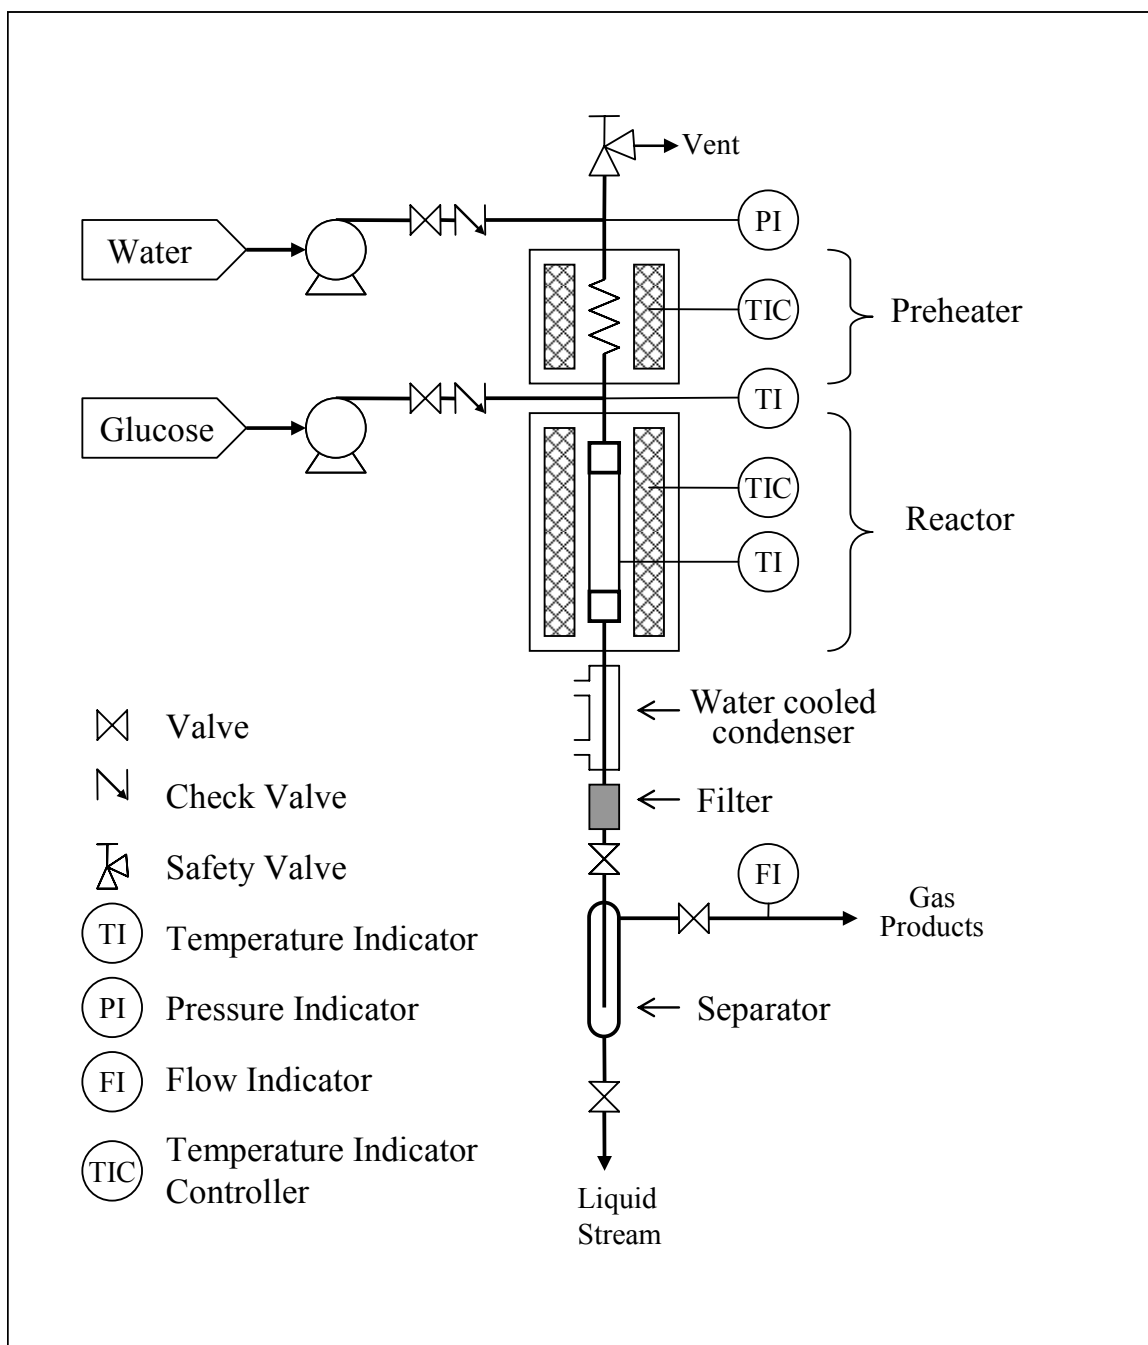 Vent
Water
PI
TIC
Preheater
Glucose
TI
TIC
Reactor
TI
Water cooled
condenser
Valve
Check Valve
Filter
Safety Valve
FI
Gas
Products
TI
Temperature Indicator
PI
Pressure Indicator
Separator
FI
Flow Indicator
TIC
Temperature Indicator
Controller
Liquid
Stream